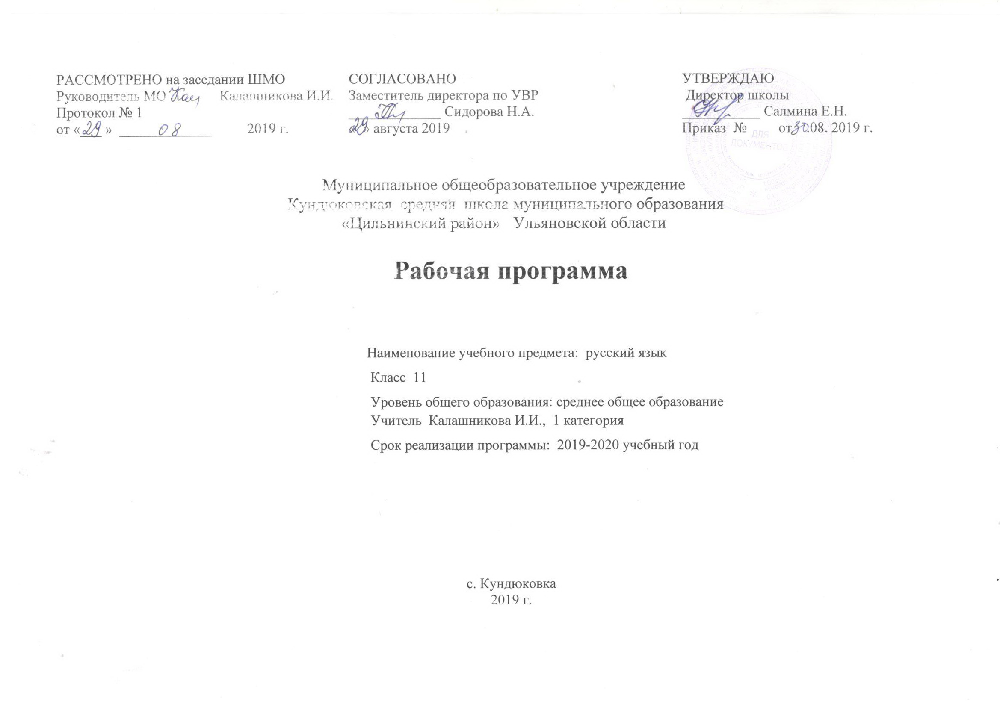 РАССМОТРЕНО на заседании ШМО
Руководитель МО Калашникова И.И.
Протокол № 1
от «29» 08 2019 г.
СОГЛАСОВАНО
Заместитель директора по УВР
Сидорова Н.А.
«29» августа 2019
УТВЕРЖДАЮ
Директор школы
Салмина Е.Н.
Приказ № от 30.08. 2019 г.
ДЛЯ
ДОКУМЕНТОВ
Муниципальное общеобразовательное учреждение
Кундюковская средняя школа муниципального образования
«Цильнинский район» Ульяновской области
Рабочая программа
Наименование учебного предмета: русский язык
Класс 11
Уровень общего образования: среднее общее образование
Учитель Калашникова И.И., 1 категория
Срок реализации программы: 2019-2020 учебный год
с. Кундюковка
2019 г.